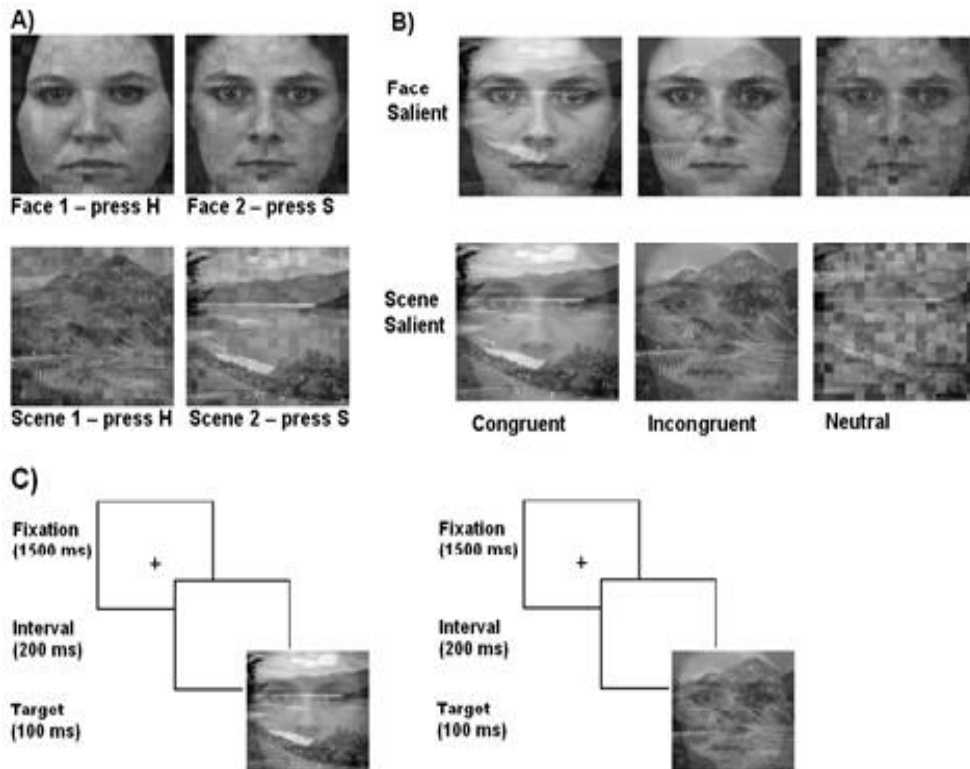 A)
Face 1 – press H
Face 2 – press S
Scene 1 – press H
Scene 2 – press S
B)
Face
Salient
Scene
Salient
Congruent
Incongruent
Neutral
C)
Fixation
(1500 ms)
Interval
(200 ms)
Target
(100 ms)
Fixation
(1500 ms)
Interval
(200 ms)
Target
(100 ms)